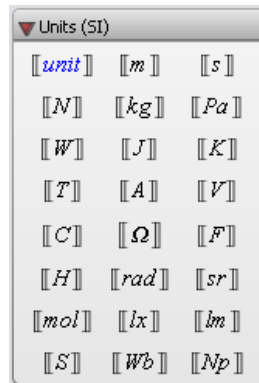 Units (SI)
⟦unit⟧ ⟦m⟧ ⟦s⟧
⟦N⟧ ⟦kg⟧ ⟦Pa⟧
⟦W⟧ ⟦J⟧ ⟦K⟧
⟦T⟧ ⟦A⟧ ⟦V⟧
⟦C⟧ ⟦Ω⟧ ⟦F⟧
⟦H⟧ ⟦rad⟧ ⟦sr⟧
⟦mol⟧ ⟦lx⟧ ⟦lm⟧
⟦S⟧ ⟦Wb⟧ ⟦Np⟧